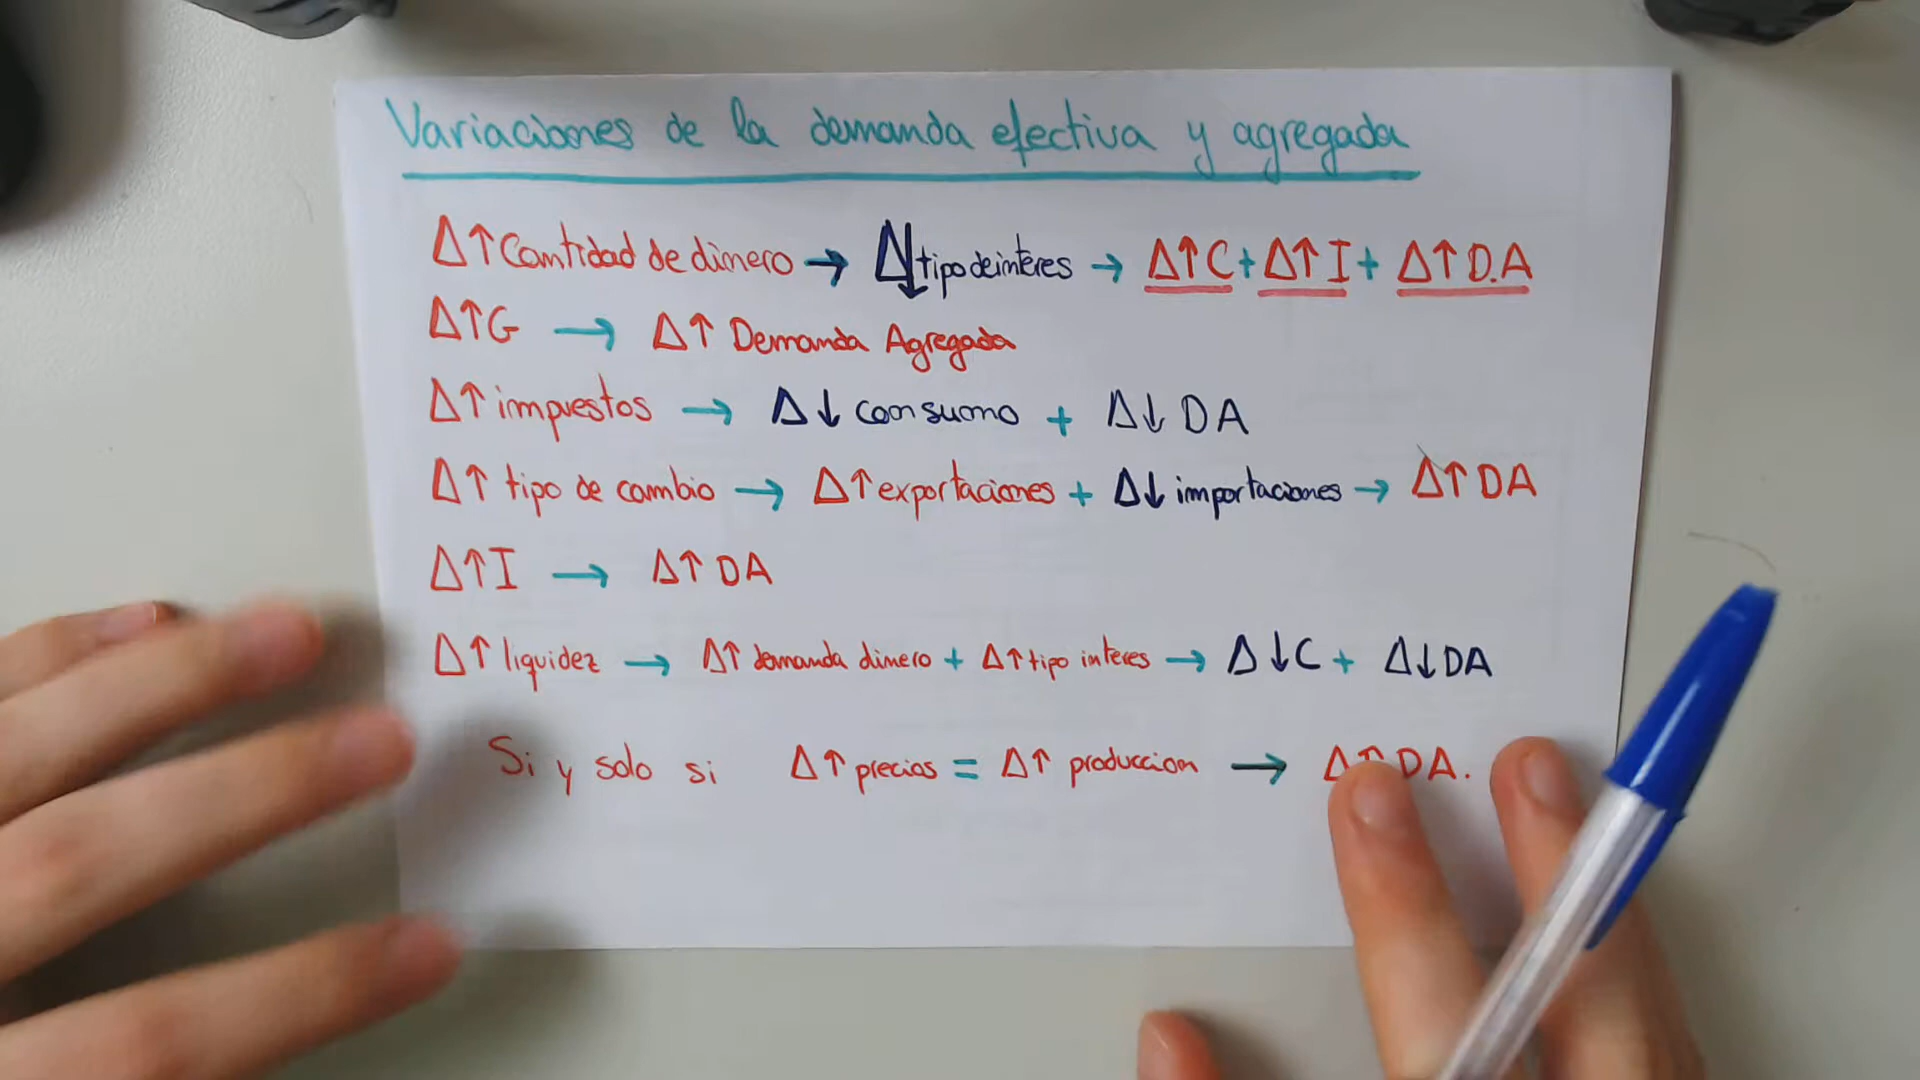 Variaciones de la demanda efectiva y agregada
Δ↑ Cantidad de dinero → Δ↓ tipo de interes → Δ↑ C + Δ↑ I + Δ↑ D.A
Δ↑ G → Δ↑ Demanda Agregada
Δ↑ impuestos → Δ↓ consumo + Δ↓ DA
Δ↑ tipo de cambio → Δ↑ exportaciones + Δ↓ importaciones → Δ↑ DA
Δ↑ I → Δ↑ DA
Δ↑ liquidez → Δ↑ demanda dinero + Δ↑ tipo interes → Δ↓ C + Δ↓ DA
Si y solo si Δ↑ precios = Δ↑ produccion → Δ↑ DA.